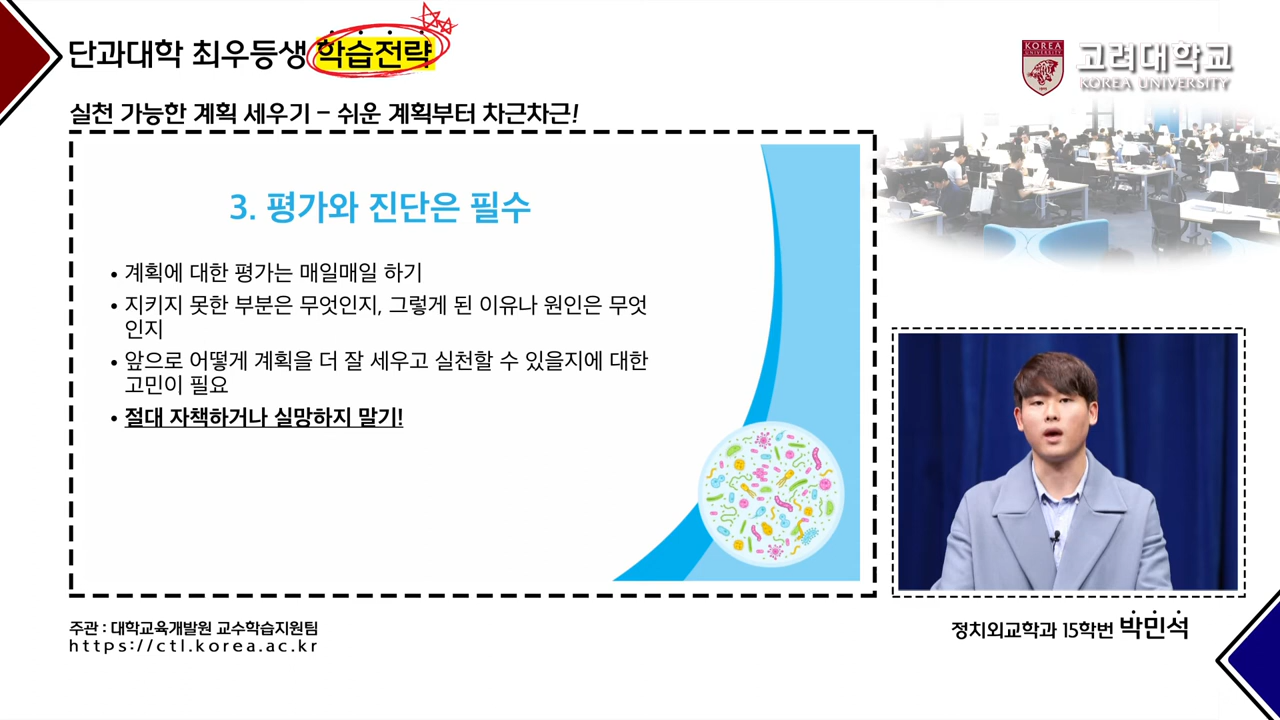 단과대학 최우등생 학습전략
KOREA
UNIVERSITY
고려대학교
KOREA UNIVERSITY
실천 가능한 계획 세우기 – 쉬운 계획부터 차근차근!
3. 평가와 진단은 필수
• 계획에 대한 평가는 매일매일 하기
• 지키지 못한 부분은 무엇인지, 그렇게 된 이유나 원인은 무엇
인지
• 앞으로 어떻게 계획을 더 잘 세우고 실천할 수 있을지에 대한
고민이 필요
• 절대 자책하거나 실망하지 말기!
주관 : 대학교육개발원 교수학습지원팀
https://ctl.korea.ac.kr
정치외교학과 15학번 박민석